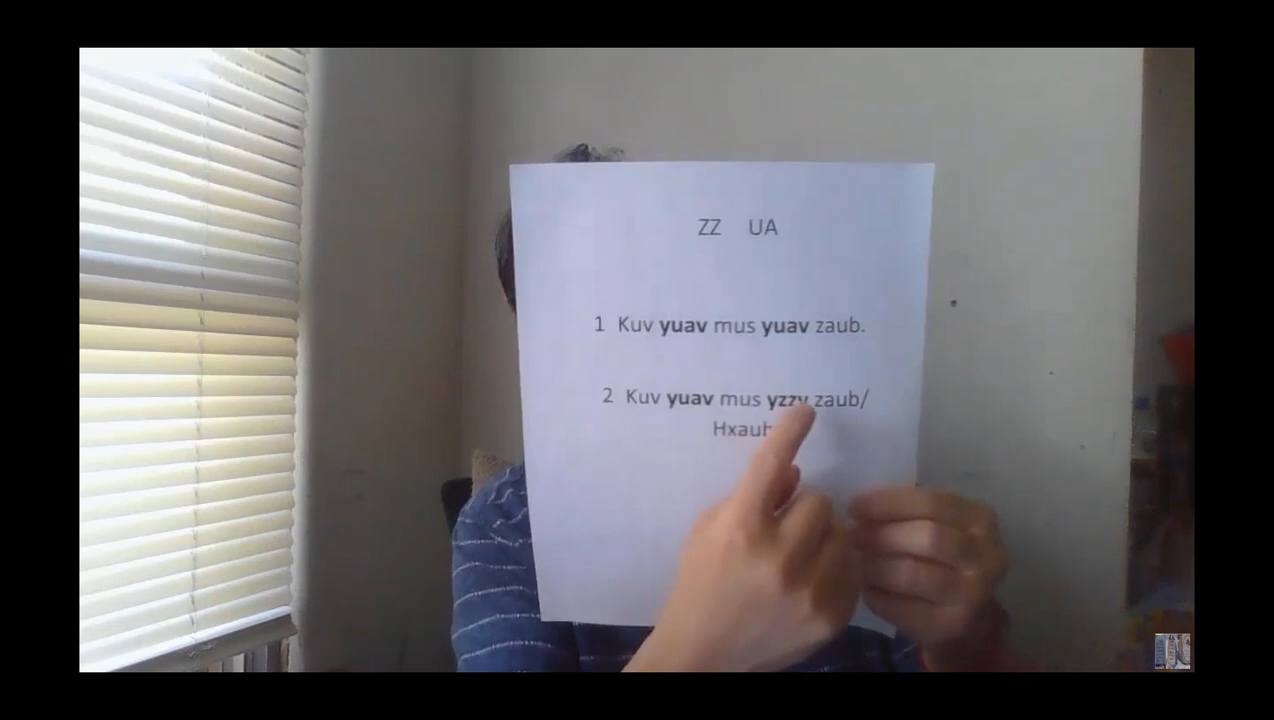 ZZ UA
1 Kuv yuav mus yuav zaub.
2 Kuv yuav mus yzzv zaub/
Hxaub